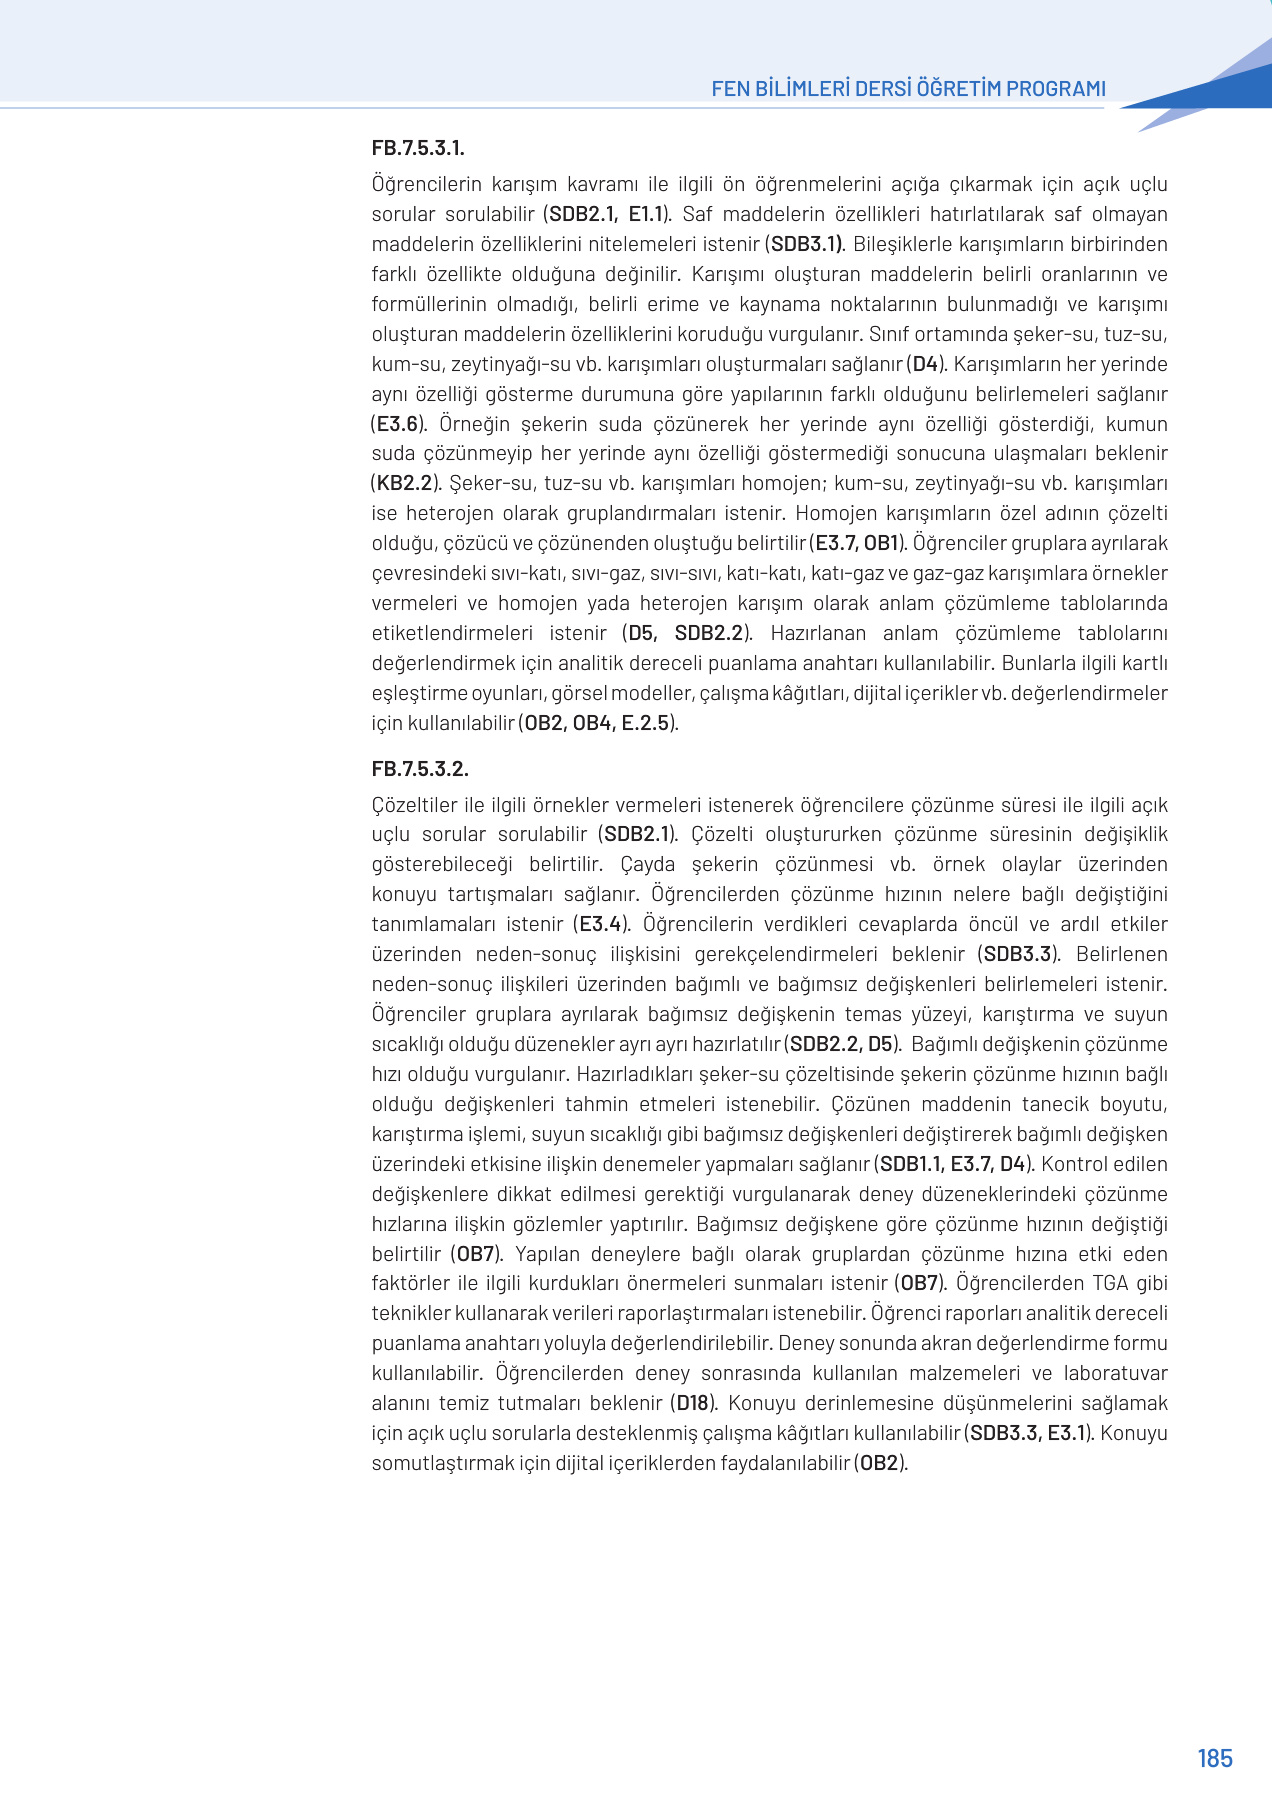 FEN BİLİMLERİ DERSİ ÖĞRETİM PROGRAMI
FB.7.5.3.1.
Öğrencilerin karışım kavramı ile ilgili ön öğrenmelerini açığa çıkarmak için açık uçlu
sorular sorulabilir (SDB2.1, E1.1). Saf maddelerin özellikleri hatırlatılarak saf olmayan
maddelerin özelliklerini nitelemeleri istenir (SDB3.1). Bileşiklerle karışımların birbirinden
farklı özellikte olduğuna değinilir. Karışımı oluşturan maddelerin belirli oranlarının ve
formüllerinin olmadığı, belirli erime ve kaynama noktalarının bulunmadığı ve karışımı
oluşturan maddelerin özelliklerini koruduğu vurgulanır. Sınıf ortamında şeker-su, tuz-su,
kum-su, zeytinyağı-su vb. karışımları oluşturmaları sağlanır (D4). Karışımların her yerinde
aynı özelliği gösterme durumuna göre yapılarının farklı olduğunu belirlemeleri sağlanır
(E3.6). Örneğin şekerin suda çözünerek her yerinde aynı özelliği gösterdiği, kumun
suda çözünmeyip her yerinde aynı özelliği göstermediği sonucuna ulaşmaları beklenir
(KB2.2). Şeker-su, tuz-su vb. karışımları homojen; kum-su, zeytinyağı-su vb. karışımları
ise heterojen olarak gruplandırmaları istenir. Homojen karışımların özel adının çözelti
olduğu, çözücü ve çözünenden oluştuğu belirtilir (E3.7, OB1). Öğrenciler gruplara ayrılarak
çevresindeki sıvı-katı, sıvı-gaz, sıvı-sıvı, katı-katı, katı-gaz ve gaz-gaz karışımlara örnekler
vermeleri ve homojen yada heterojen karışım olarak anlam çözümleme tablolarında
etiketlendirmeleri istenir (D5, SDB2.2). Hazırlanan anlam çözümleme tablolarını
değerlendirmek için analitik dereceli puanlama anahtarı kullanılabilir. Bunlarla ilgili kartlı
eşleştirme oyunları, görsel modeller, çalışma kâğıtları, dijital içerikler vb. değerlendirmeler
için kullanılabilir (OB2, OB4, E.2.5).
FB.7.5.3.2.
Çözeltiler ile ilgili örnekler vermeleri istenerek öğrencilere çözünme süresi ile ilgili açık
uçlu sorular sorulabilir (SDB2.1). Çözelti oluştururken çözünme süresinin değişiklik
gösterebileceği belirtilir. Çayda şekerin çözünmesi vb. örnek olaylar üzerinden
konuyu tartışmaları sağlanır. Öğrencilerden çözünme hızının nelere bağlı değiştiğini
tanımlamaları istenir (E3.4). Öğrencilerin verdikleri cevaplarda öncül ve ardıl etkiler
üzerinden neden-sonuç ilişkisini gerekçelendirmeleri beklenir (SDB3.3). Belirlenen
neden-sonuç ilişkileri üzerinden bağımlı ve bağımsız değişkenleri belirlemeleri istenir.
Öğrenciler gruplara ayrılarak bağımsız değişkenin temas yüzeyi, karıştırma ve suyun
sıcaklığı olduğu düzenekler ayrı ayrı hazırlatılır (SDB2.2, D5). Bağımlı değişkenin çözünme
hızı olduğu vurgulanır. Hazırladıkları şeker-su çözeltisinde şekerin çözünme hızının bağlı
olduğu değişkenleri tahmin etmeleri istenebilir. Çözünen maddenin tanecik boyutu,
karıştırma işlemi, suyun sıcaklığı gibi bağımsız değişkenleri değiştirerek bağımlı değişken
üzerindeki etkisine ilişkin denemeler yapmaları sağlanır (SDB1.1, E3.7, D4). Kontrol edilen
değişkenlere dikkat edilmesi gerektiği vurgulanarak deney düzeneklerindeki çözünme
hızlarına ilişkin gözlemler yaptırılır. Bağımsız değişkene göre çözünme hızının değiştiği
belirtilir (OB7). Yapılan deneylere bağlı olarak gruplardan çözünme hızına etki eden
faktörler ile ilgili kurdukları önermeleri sunmaları istenir (OB7). Öğrencilerden TGA gibi
teknikler kullanarak verileri raporlaştırmaları istenebilir. Öğrenci raporları analitik dereceli
puanlama anahtarı yoluyla değerlendirilebilir. Deney sonunda akran değerlendirme formu
kullanılabilir. Öğrencilerden deney sonrasında kullanılan malzemeleri ve laboratuvar
alanını temiz tutmaları beklenir (D18). Konuyu derinlemesine düşünmelerini sağlamak
için açık uçlu sorularla desteklenmiş çalışma kâğıtları kullanılabilir (SDB3.3, E3.1). Konuyu
somutlaştırmak için dijital içeriklerden faydalanılabilir (OB2).
185